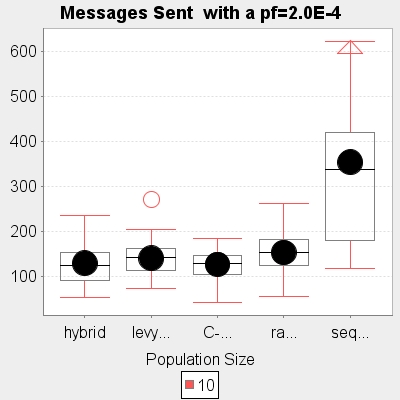 Messages Sent  with a pf=2.0E-4
600
500
400
300
200
100
hybrid levy... C-... ra... seq...
Population Size
10